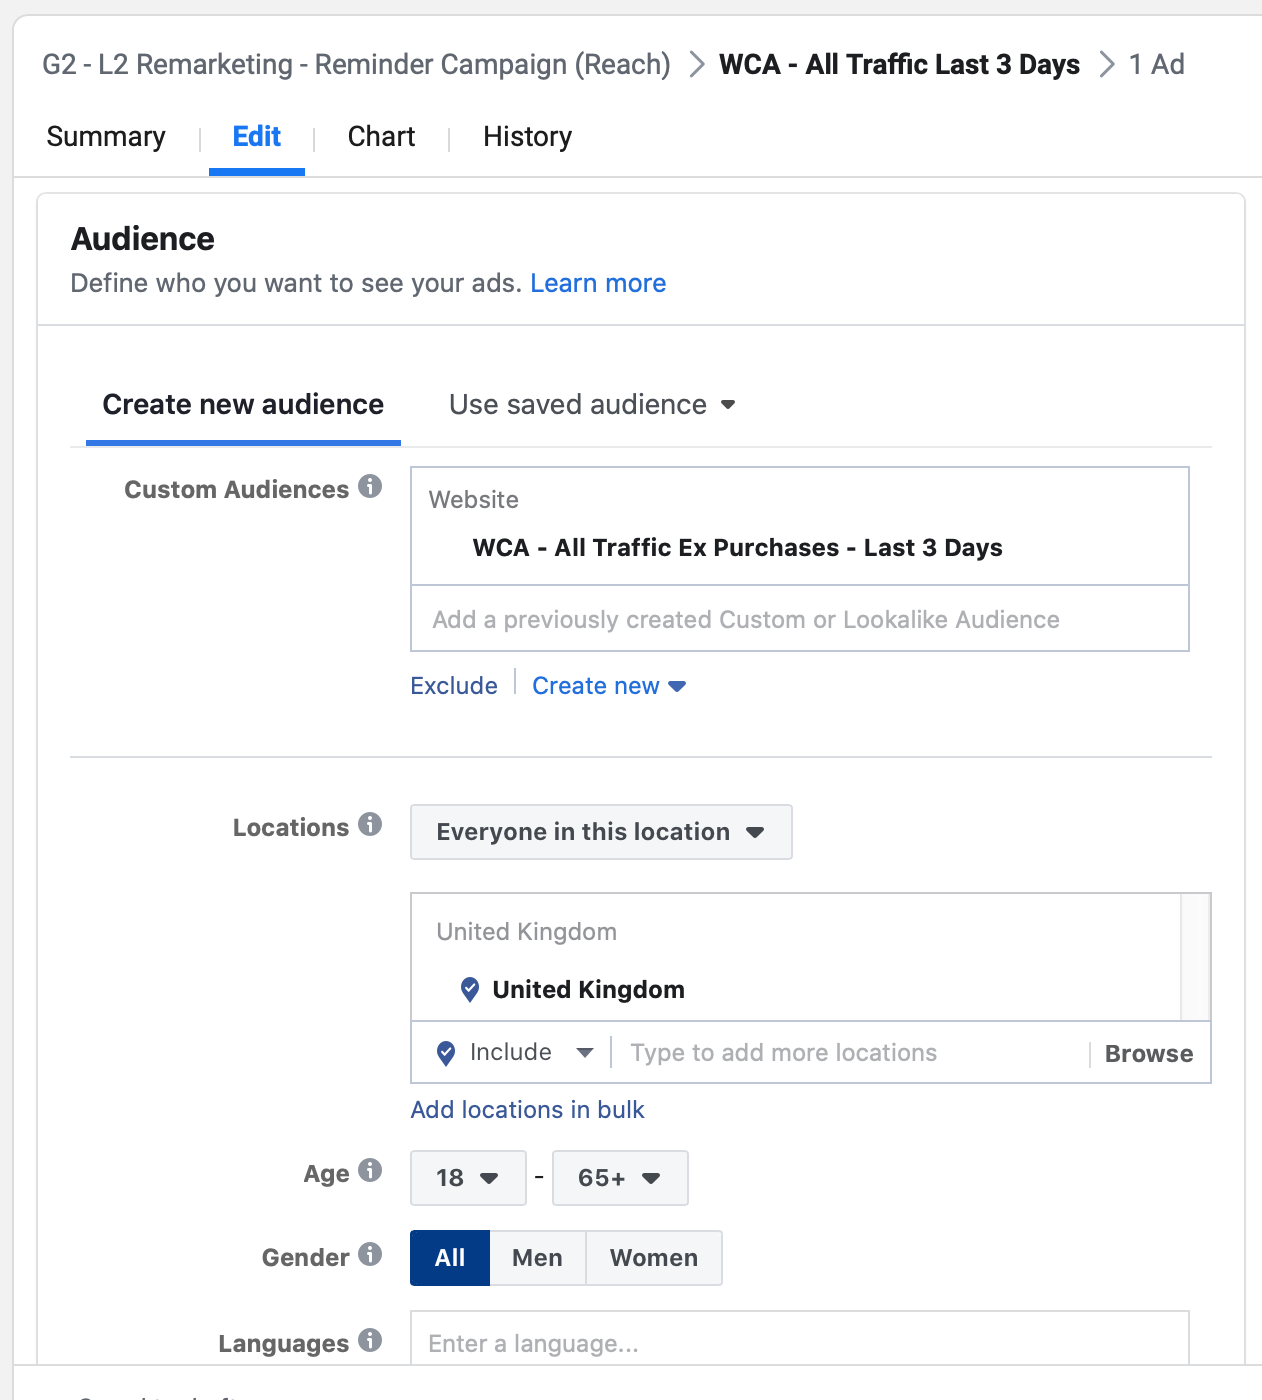 G2 - L2 Remarketing - Reminder Campaign (Reach) WCA - All Traffic Last 3 Days 1 Ad
Summary Edit Chart History
Audience
Define who you want to see your ads. Learn more
Create new audience Use saved audience
Custom Audiences Website
WCA - All Traffic Ex Purchases - Last 3 Days
Add a previously created Custom or Lookalike Audience
Exclude Create new
Locations Everyone in this location
United Kingdom
United Kingdom
Include Type to add more locations Browse
Add locations in bulk
Age 18 - 65+
Gender All Men Women
Languages Enter a language...